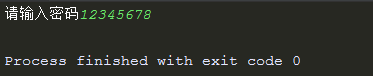 请输入密码12345678
Process finished with exit code 0